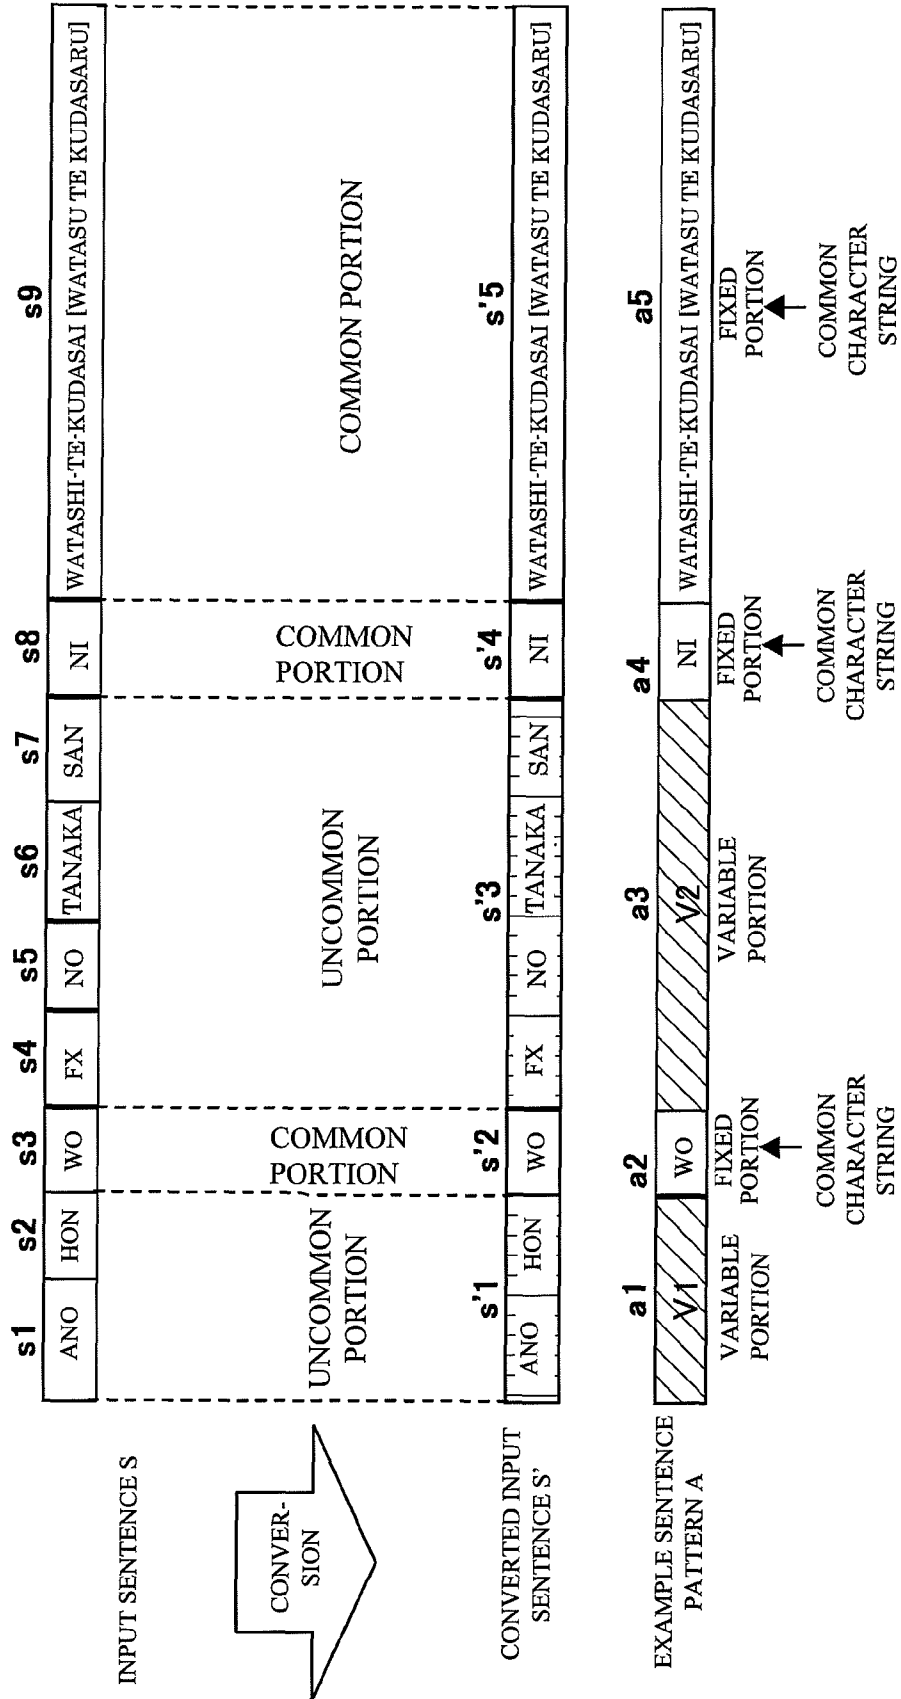 s1 s2 s3 s4 s5 s6 s7 s8 s9
INPUT SENTENCE S
ANO HON WO FX NO TANAKA SAN NI WATASHI-TE-KUDASAI [WATASU TE KUDASARU]
CONVER-
SION
UNCOMMON
PORTION
COMMON
PORTION
UNCOMMON
PORTION
COMMON
PORTION
COMMON PORTION
s'1 s'2 s'3 s'4 s'5
CONVERTED INPUT
SENTENCE S'
ANO HON WO FX NO TANAKA SAN NI WATASHI-TE-KUDASAI [WATASU TE KUDASARU]
a1 a2 a3 a4 a5
EXAMPLE SENTENCE
PATTERN A
V1 WO V2 NI WATASHI-TE-KUDASAI [WATASU TE KUDASARU]
VARIABLE
PORTION
FIXED
PORTION
VARIABLE
PORTION
FIXED
PORTION
FIXED
PORTION
COMMON
CHARACTER
STRING
COMMON
CHARACTER
STRING
COMMON
CHARACTER
STRING